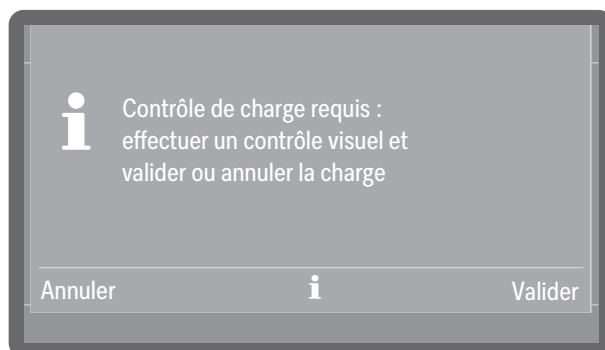 Contrôle de charge requis :
effectuer un contrôle visuel et
valider ou annuler la charge
Annuler i Valider